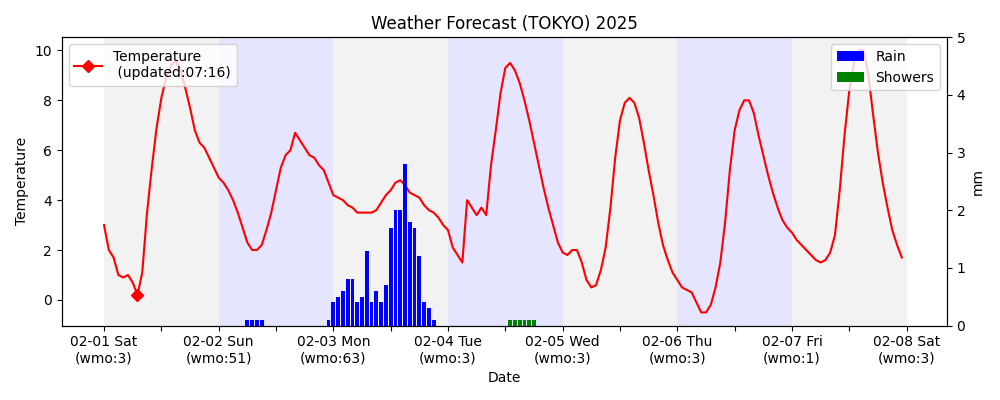 Weather Forecast (TOKYO) 2025
Temperature
(updated:07:16)
Rain
Showers
10
8
6
4
2
0
Temperature
5
4
3
2
1
0
mm
02-01 Sat
(wmo:3)
02-02 Sun
(wmo:51)
02-03 Mon
(wmo:63)
02-04 Tue
(wmo:3)
02-05 Wed
(wmo:3)
02-06 Thu
(wmo:3)
02-07 Fri
(wmo:1)
02-08 Sat
(wmo:3)
Date